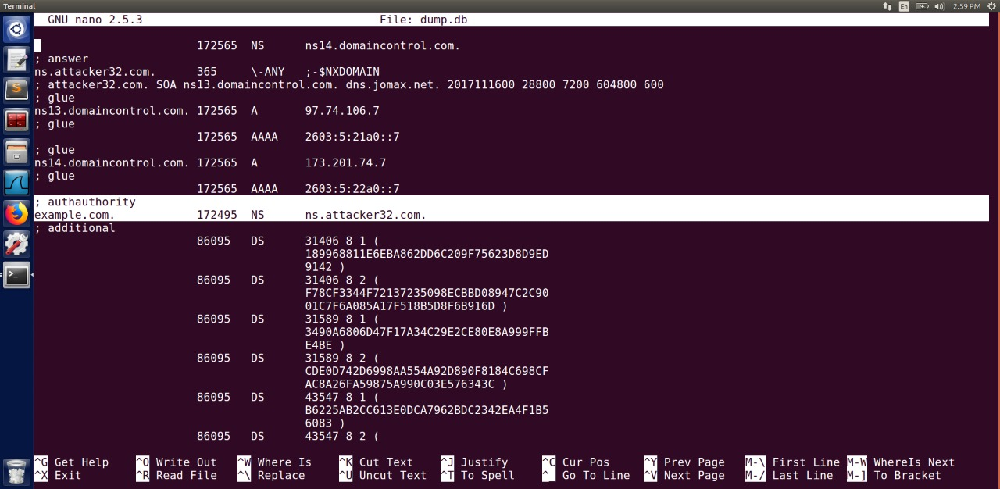 Terminal
En
2:59 PM
GNU nano 2.5.3 File: dump.db
172565 NS ns14.domaincontrol.com.
; answer
ns.attacker32.com. 365 \-ANY ;-$NXDOMAIN
; attacker32.com. SOA ns13.domaincontrol.com. dns.jomax.net. 2017111600 28800 7200 604800 600
; glue
ns13.domaincontrol.com. 172565 A 97.74.106.7
; glue
172565 AAAA 2603:5:21a0::7
; glue
ns14.domaincontrol.com. 172565 A 173.201.74.7
; glue
172565 AAAA 2603:5:22a0::7
; authauthority
example.com. 172495 NS ns.attacker32.com.
; additional
86095 DS 31406 8 1 (
189968811E6EBA862DD6C209F75623D8D9ED
9142 )
86095 DS 31406 8 2 (
F78CF3344F72137235098ECBBD08947C2C90
01C7F6A085A17F518B5D8F6B916D )
86095 DS 31589 8 1 (
3490A6806D47F17A34C29E2CE80E8A999FFB
E4BE )
86095 DS 31589 8 2 (
CDE0D742D6998AA554A92D890F8184C698CF
AC8A26FA59875A990C03E576343C )
86095 DS 43547 8 1 (
B6225AB2CC613E0DCA7962BDC2342EA4F1B5
6083 )
86095 DS 43547 8 2 (
^G Get Help ^O Write Out ^W Where Is ^K Cut Text ^J Justify ^C Cur Pos ^Y Prev Page M-\ First Line M-W WhereIs Next
^X Exit ^R Read File ^\ Replace ^U Uncut Text ^T To Spell ^_ Go To Line ^V Next Page M-/ Last Line M-] To Bracket